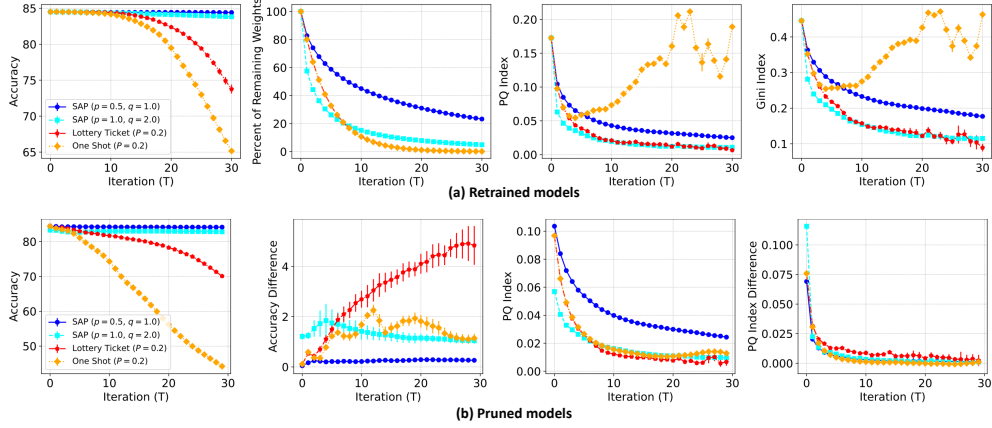 Accuracy
85
80
75
70
65
SAP (p = 0.5, q = 1.0)
SAP (p = 1.0, q = 2.0)
Lottery Ticket (P = 0.2)
One Shot (P = 0.2)
0 10 20 30
Iteration (T)
Percent of Remaining Weights
100
80
60
40
20
0
0 10 20 30
Iteration (T)
PQ Index
0.20
0.15
0.10
0.05
0.00
0 10 20 30
Iteration (T)
Gini Index
0.4
0.3
0.2
0.1
0 10 20 30
Iteration (T)
(a) Retrained models
Accuracy
80
70
60
50
SAP (p = 0.5, q = 1.0)
SAP (p = 1.0, q = 2.0)
Lottery Ticket (P = 0.2)
One Shot (P = 0.2)
0 10 20 30
Iteration (T)
Accuracy Difference
4
2
0
0 10 20 30
Iteration (T)
PQ Index
0.10
0.08
0.06
0.04
0.02
0.00
0 10 20 30
Iteration (T)
PQ Index Difference
0.100
0.075
0.050
0.025
0.000
0 10 20 30
Iteration (T)
(b) Pruned models